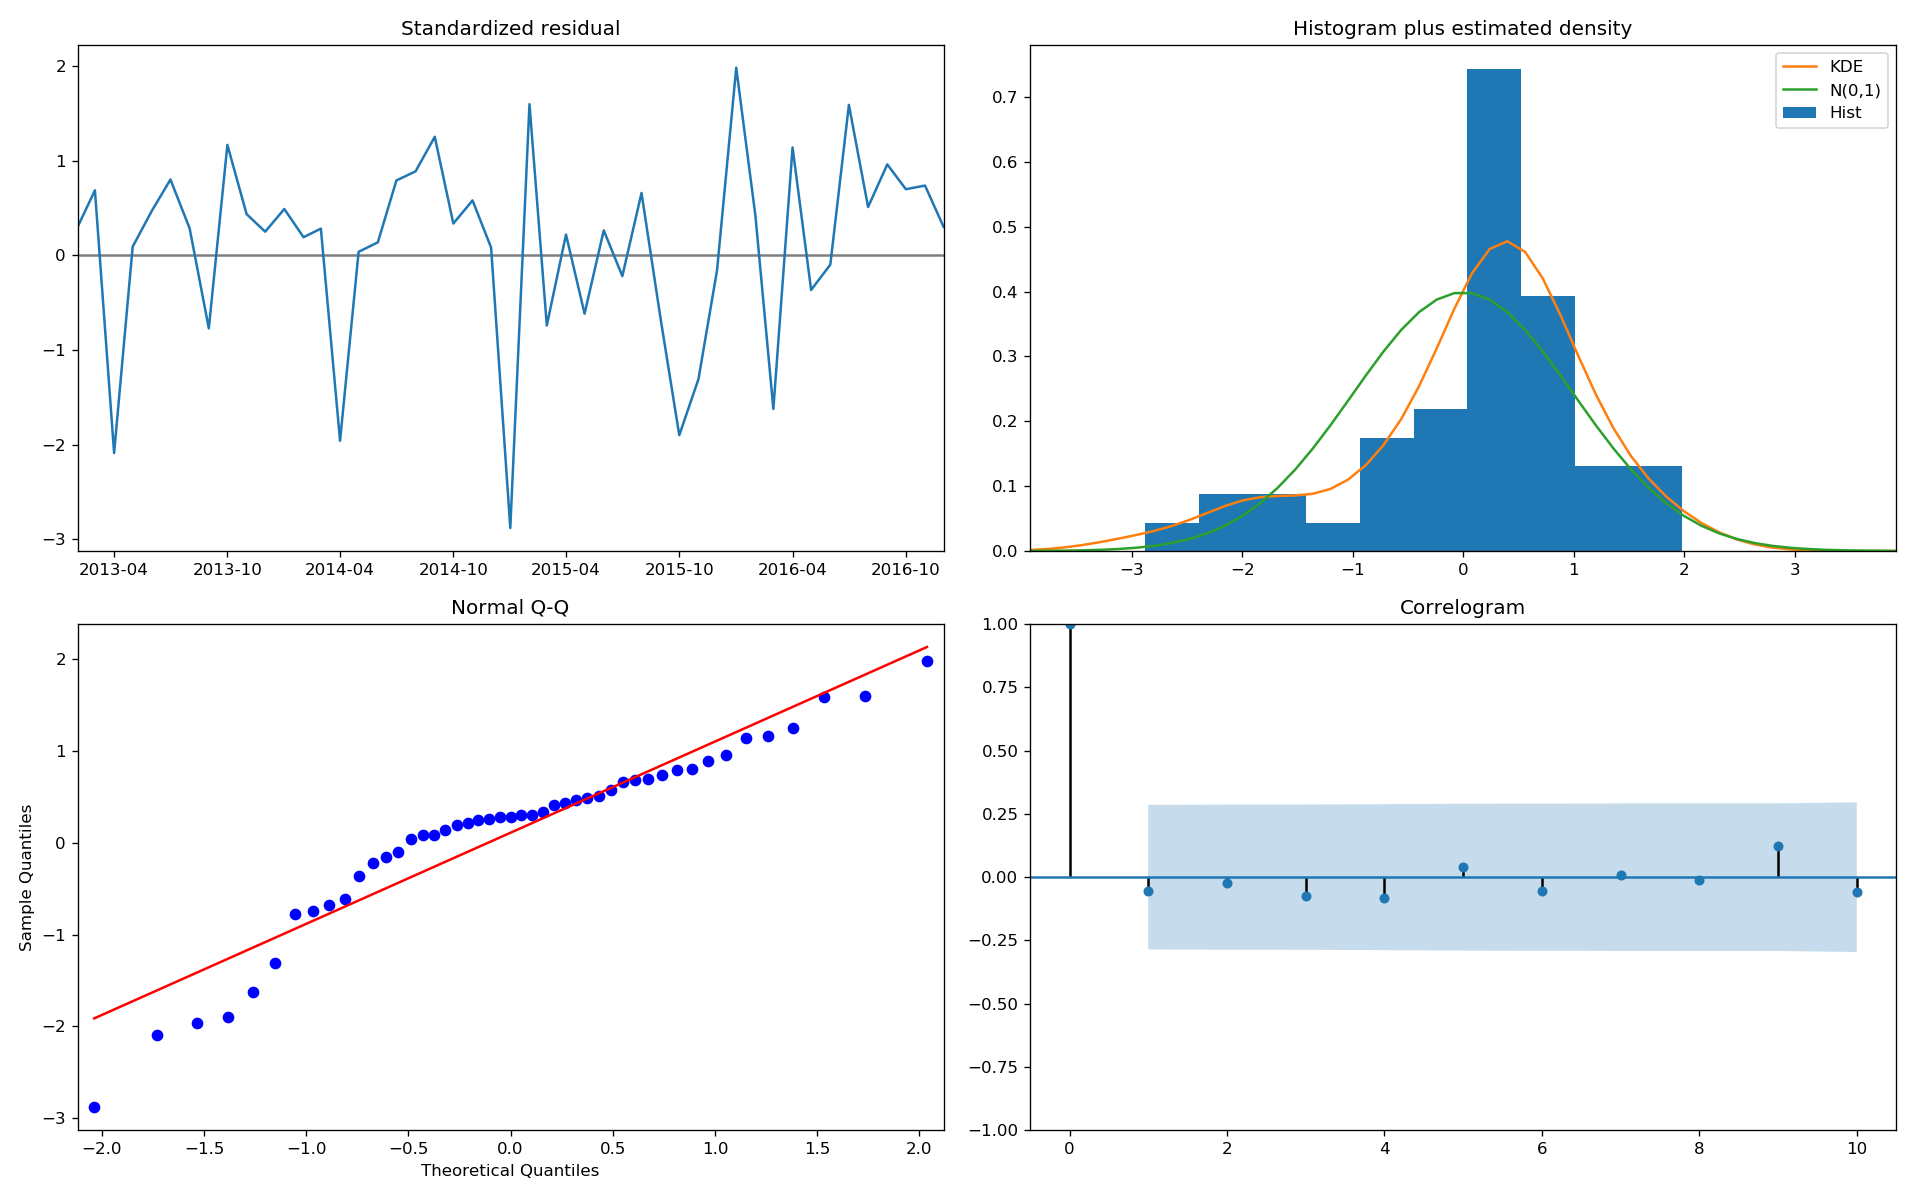 Standardized residual
2
1
0
−1
−2
−3
2013-04 2013-10 2014-04 2014-10 2015-04 2015-10 2016-04 2016-10
Histogram plus estimated density
KDE
N(0,1)
Hist
0.7
0.6
0.5
0.4
0.3
0.2
0.1
0.0
−3 −2 −1 0 1 2 3
Normal Q-Q
Sample Quantiles
2
1
0
−1
−2
−3
−2.0 −1.5 −1.0 −0.5 0.0 0.5 1.0 1.5 2.0
Theoretical Quantiles
Correlogram
1.00
0.75
0.50
0.25
0.00
−0.25
−0.50
−0.75
−1.00
0 2 4 6 8 10